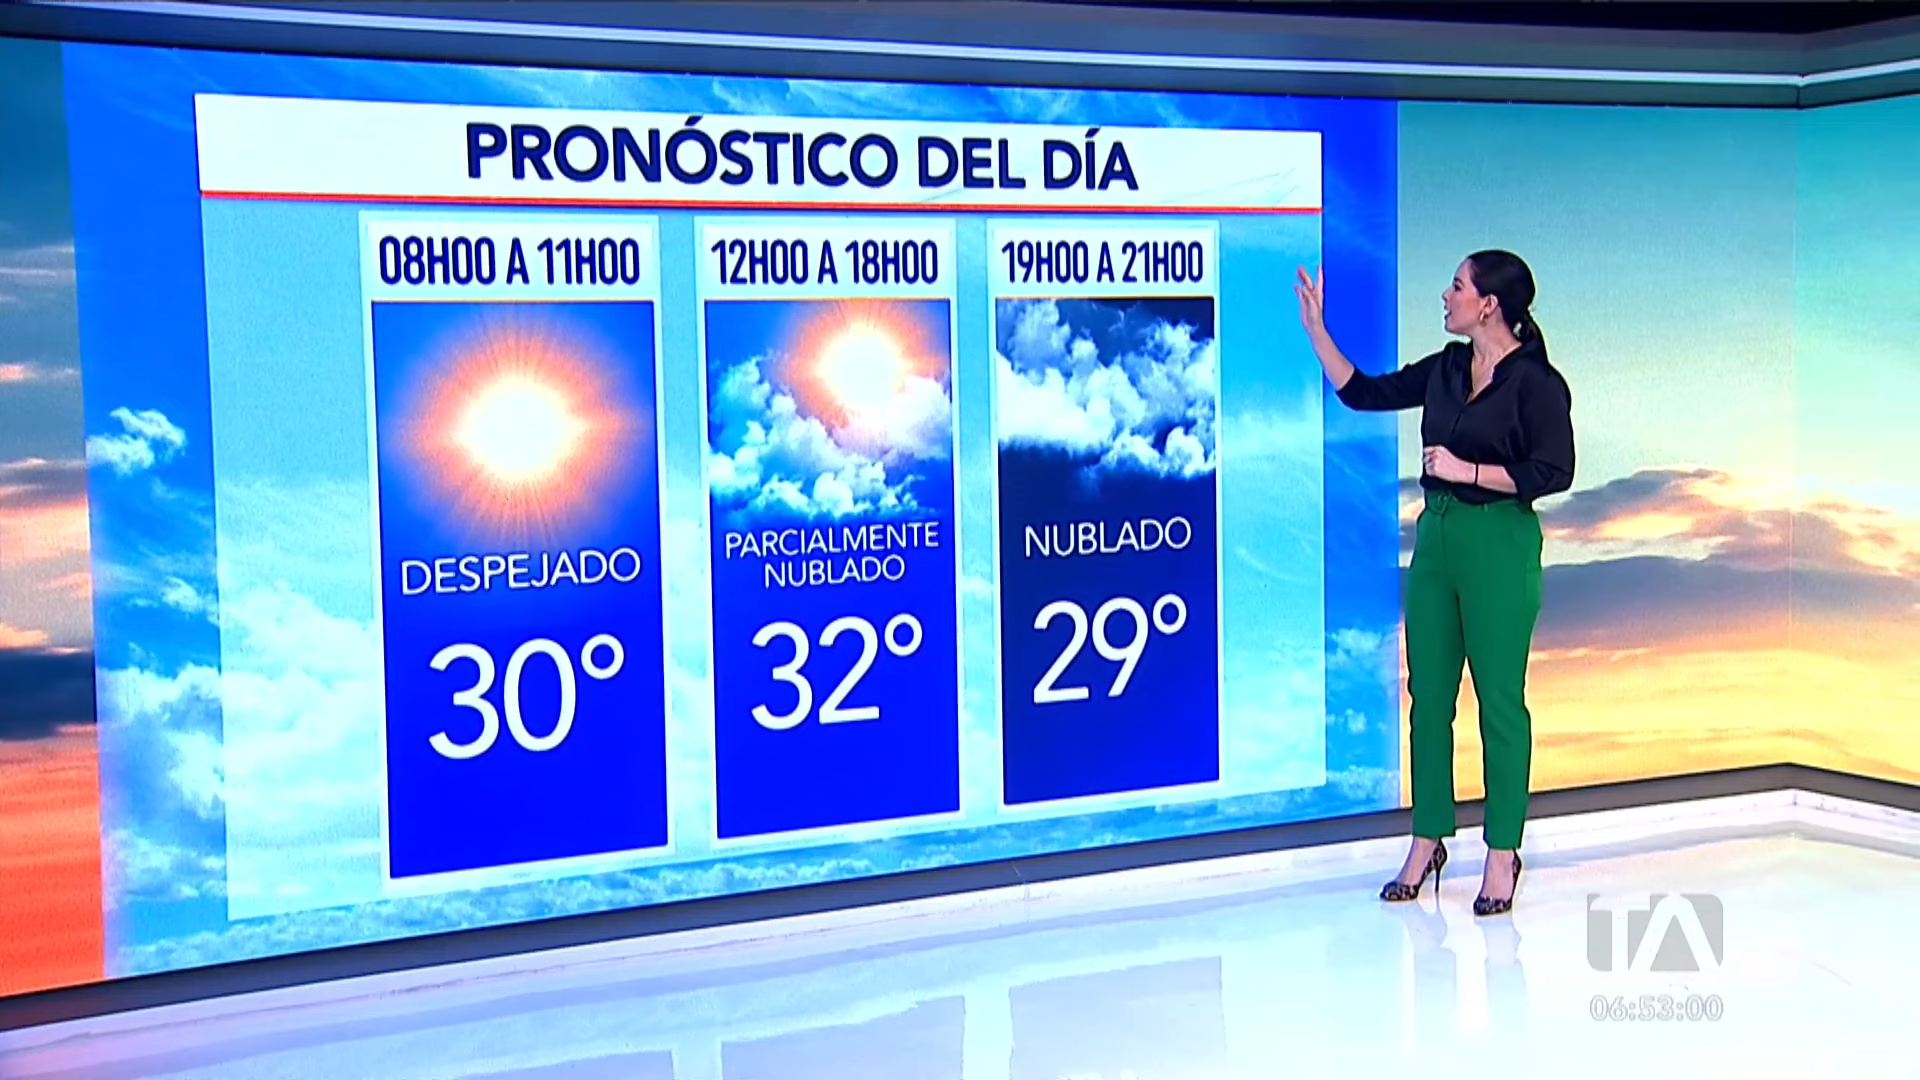 PRONÓSTICO DEL DÍA
08H00 A 11H00
DESPEJADO
30°
12H00 A 18H00
PARCIALMENTE
NUBLADO
32°
19H00 A 21H00
NUBLADO
29°
TA
06:53:00